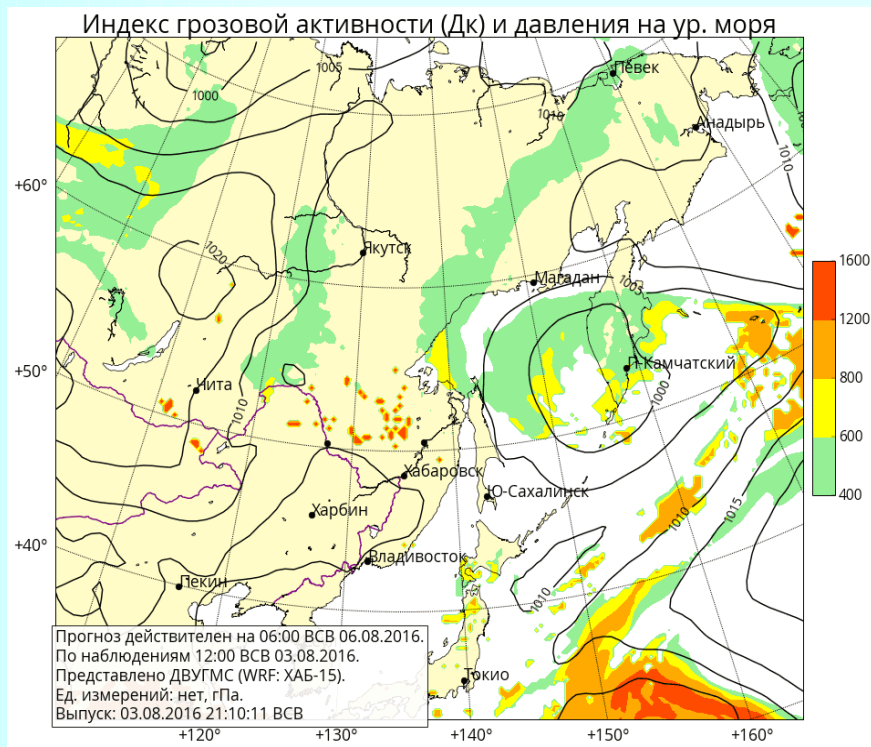 Индекс грозовой активности (Дк) и давления на ур. моря
1005
Певек
1000
1010
Анадырь
1010
+60°
Якутск
1020
1600
Магадан
1005
1200
+50°
П-Камчатский
800
Чита
1000
1010
600
Хабаровск
400
Ю-Сахалинск
1015
Харбин
1010
+40°
Владивосток
Пекин
1010
Прогноз действителен на 06:00 ВСВ 06.08.2016.
По наблюдениям 12:00 ВСВ 03.08.2016.
Представлено ДВУГМС (WRF: ХАБ-15).
Ед. измерений: нет, гПа.
Выпуск: 03.08.2016 21:10:11 ВСВ
Токио
+120° +130° +140° +150° +160°